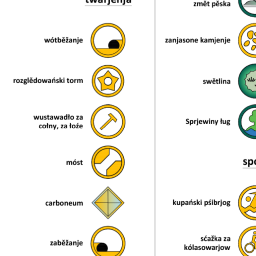 twarjenja
wótběžanje
rozglědowański torm
wustawadło za
cołny, za łoźe
móst
carboneum
zaběžanje
změt pěska
zanjasone kamjenje
swětlina
Sprjewiny ług
kupański pśibrjog
sćažka za
kólasowarjow